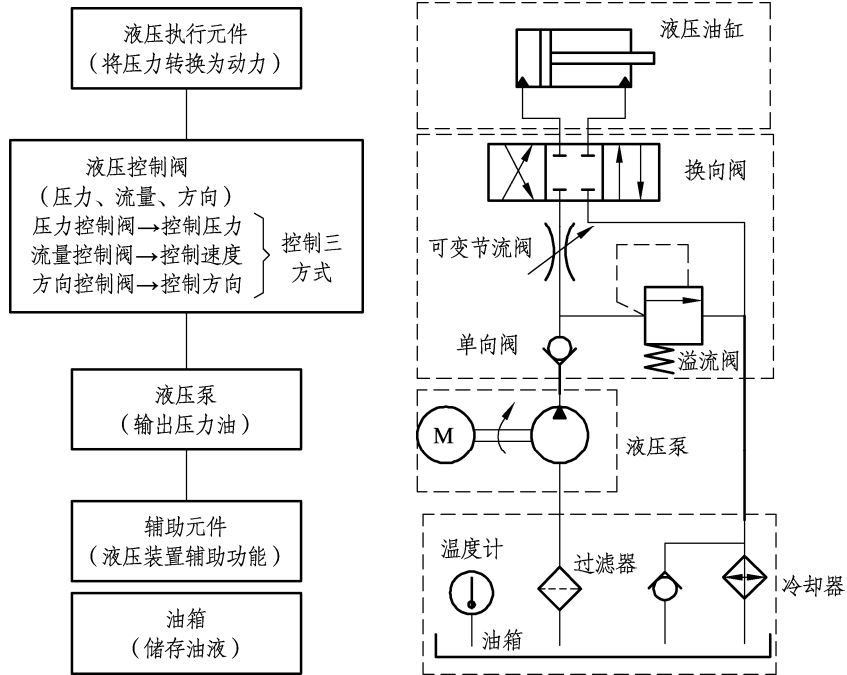 液压执行元件
（将压力转换为动力）
液压控制阀
（压力、流量、方向）
压力控制阀→控制压力
流量控制阀→控制速度
方向控制阀→控制方向
控制三
方式
液压泵
（输出压力油）
辅助元件
（液压装置辅助功能）
油箱
（储存油液）
液压油缸
换向阀
可变节流阀
单向阀
溢流阀
M
液压泵
温度计
过滤器
冷却器
油箱